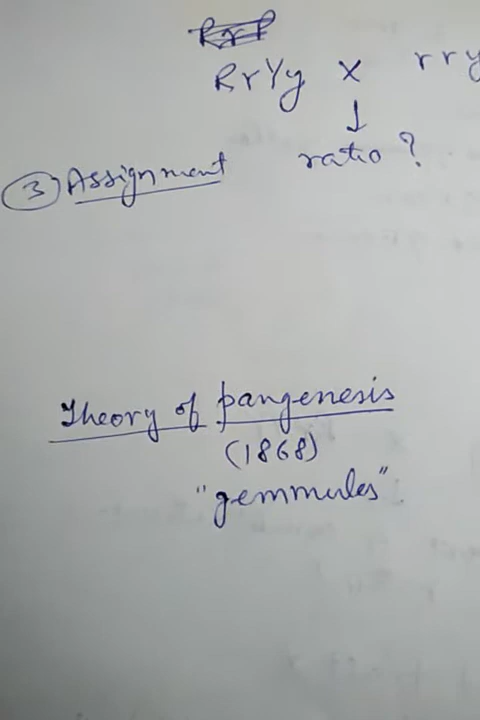 RrYy x rry
↓
③ Assignment ratio ?
Theory of pangenesis
(1868)
"gemmules"